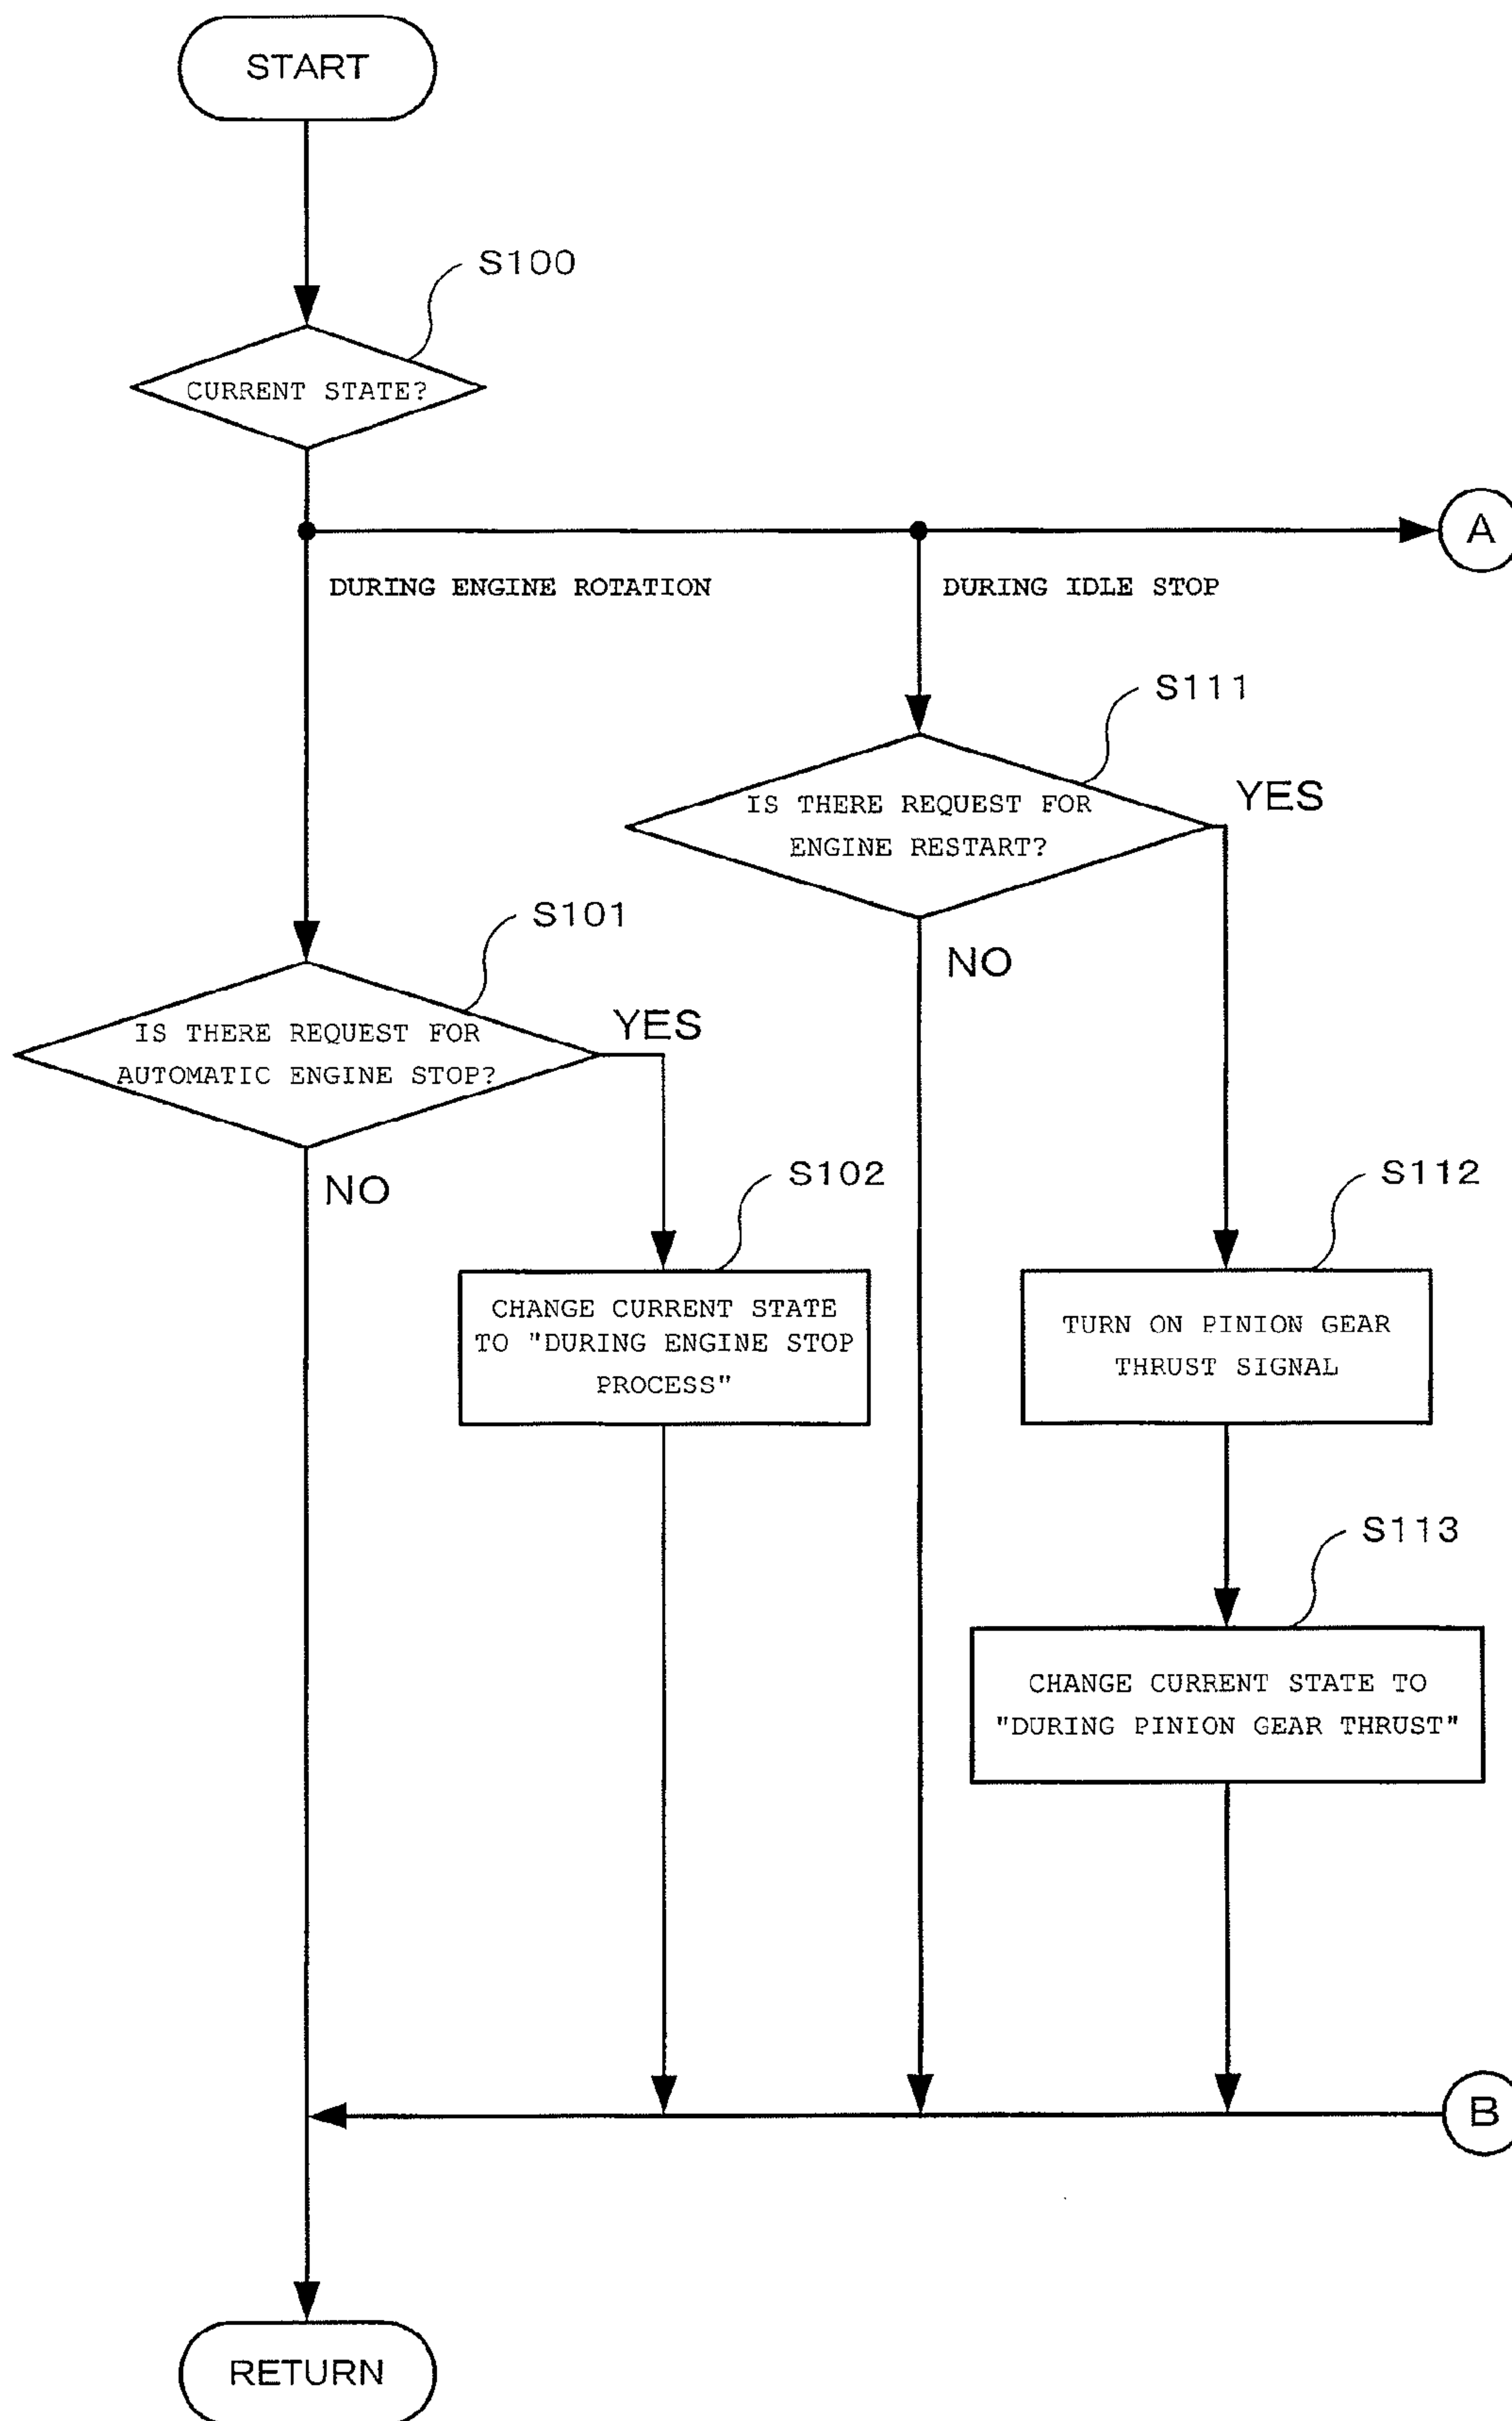 START
S100
CURRENT STATE?
A
DURING ENGINE ROTATION
DURING IDLE STOP
S111
IS THERE REQUEST FOR
ENGINE RESTART?
YES
NO
S101
IS THERE REQUEST FOR
AUTOMATIC ENGINE STOP?
YES
NO
S102
CHANGE CURRENT STATE
TO "DURING ENGINE STOP
PROCESS"
S112
TURN ON PINION GEAR
THRUST SIGNAL
S113
CHANGE CURRENT STATE TO
"DURING PINION GEAR THRUST"
B
RETURN